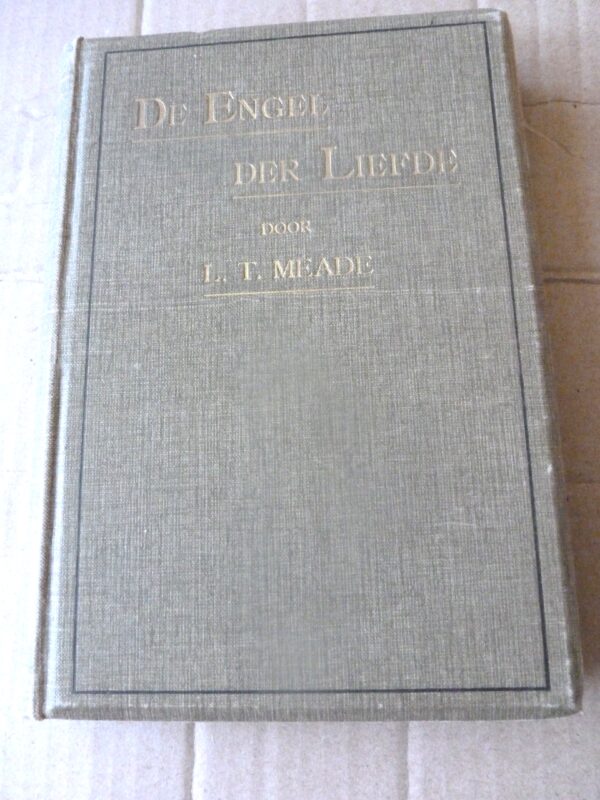 DE ENGEL
DER LIEFDE
DOOR
L. T. MEADE